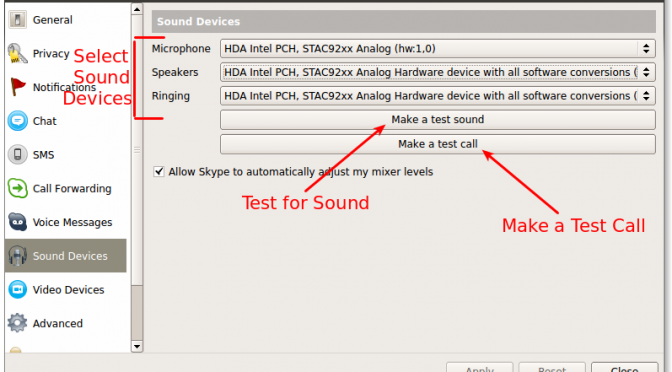 General
Privacy
Notifications
Chat
SMS
Call Forwarding
Voice Messages
Sound Devices
Video Devices
Advanced
Select
Sound
Devices
Sound Devices
Microphone HDA Intel PCH, STAC92xx Analog (hw:1,0)
Speakers HDA Intel PCH, STAC92xx Analog Hardware device with all software conversions (
Ringing HDA Intel PCH, STAC92xx Analog Hardware device with all software conversions (
Make a test sound
Make a test call
Allow Skype to automatically adjust my mixer levels
Test for Sound
Make a Test Call
Apply Reset Close